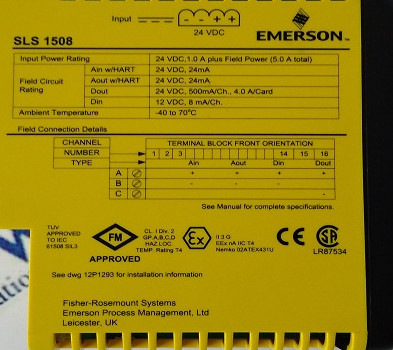 Input
24 VDC
EMERSON
SLS 1508
Input Power Rating 24 VDC,1.0 A plus Field Power (5.0 A total)
Field Circuit Rating
Ain w/HART 24 VDC, 24mA
Aout w/HART 24 VDC, 24mA
Dout 24 VDC, 500mA/Ch., 4.0 A/Card
Din 12 VDC, 8 mA/Ch.
Ambient Temperature -40 to 70°C
Field Connection Details
CHANNEL TERMINAL BLOCK FRONT ORIENTATION
NUMBER 1 2 3 14 15 16
TYPE Ain Aout Din Dout
A + + + +
B - - - -
C -
See Manual for complete specifications.
TUV
APPROVED
TO IEC
61508 SIL3
FM
APPROVED
CL. I Div. 2
GP.A,B,C,D
HAZ LOC.
TEMP. Rating T4
Ex
II 3 G
EEx nA IIC T4
Nemko 02ATEX431U
CE
LR87534
See dwg 12P1293 for installation information
Fisher-Rosemount Systems
Emerson Process Management, Ltd
Leicester, UK